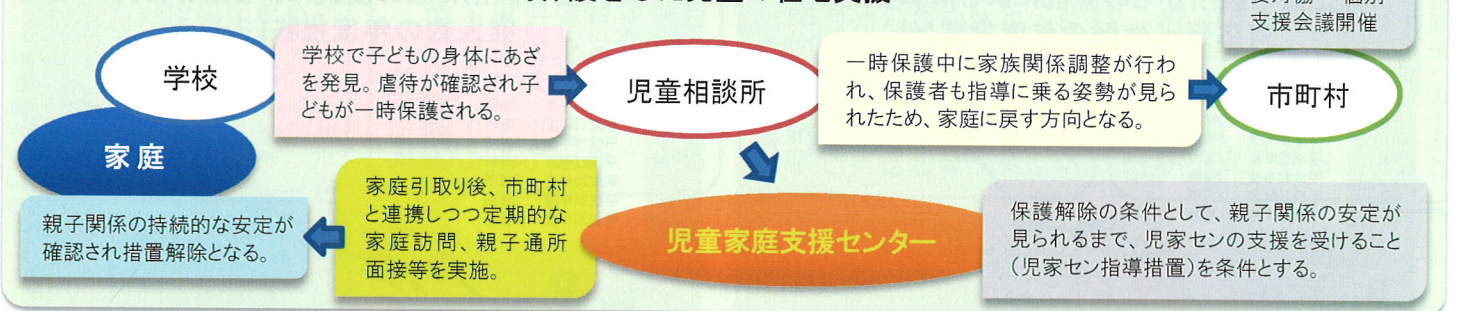 支援会議開催
学校
学校で子どもの身体にあざ
を発見。虐待が確認され子
どもが一時保護される。
児童相談所
一時保護中に家族関係調整が行わ
れ、保護者も指導に乗る姿勢が見ら
れたため、家庭に戻す方向となる。
市町村
家庭
親子関係の持続的な安定が
確認され措置解除となる。
家庭引取り後、市町村
と連携しつつ定期的な
家庭訪問、親子通所
面接等を実施。
児童家庭支援センター
保護解除の条件として、親子関係の安定が
見られるまで、児家センの支援を受けること
（児家セン指導措置）を条件とする。